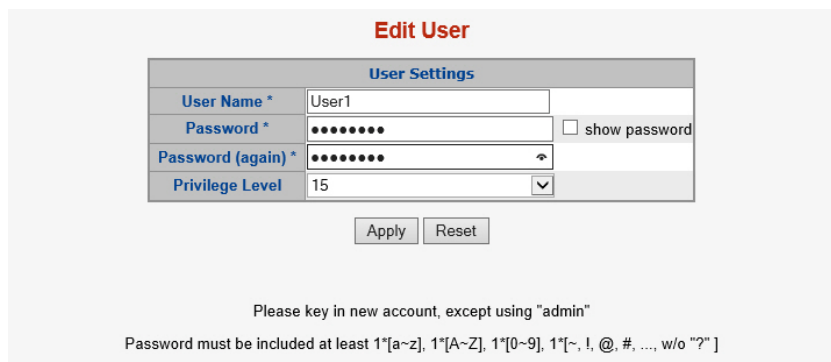 Edit User
User Settings
User Name * User1
Password * ●●●●●●●● show password
Password (again) * ●●●●●●●●
Privilege Level 15
Apply Reset
Please key in new account, except using "admin"
Password must be included at least 1*[a~z], 1*[A~Z], 1*[0~9], 1*[~, !, @, #, ..., w/o "?" ]